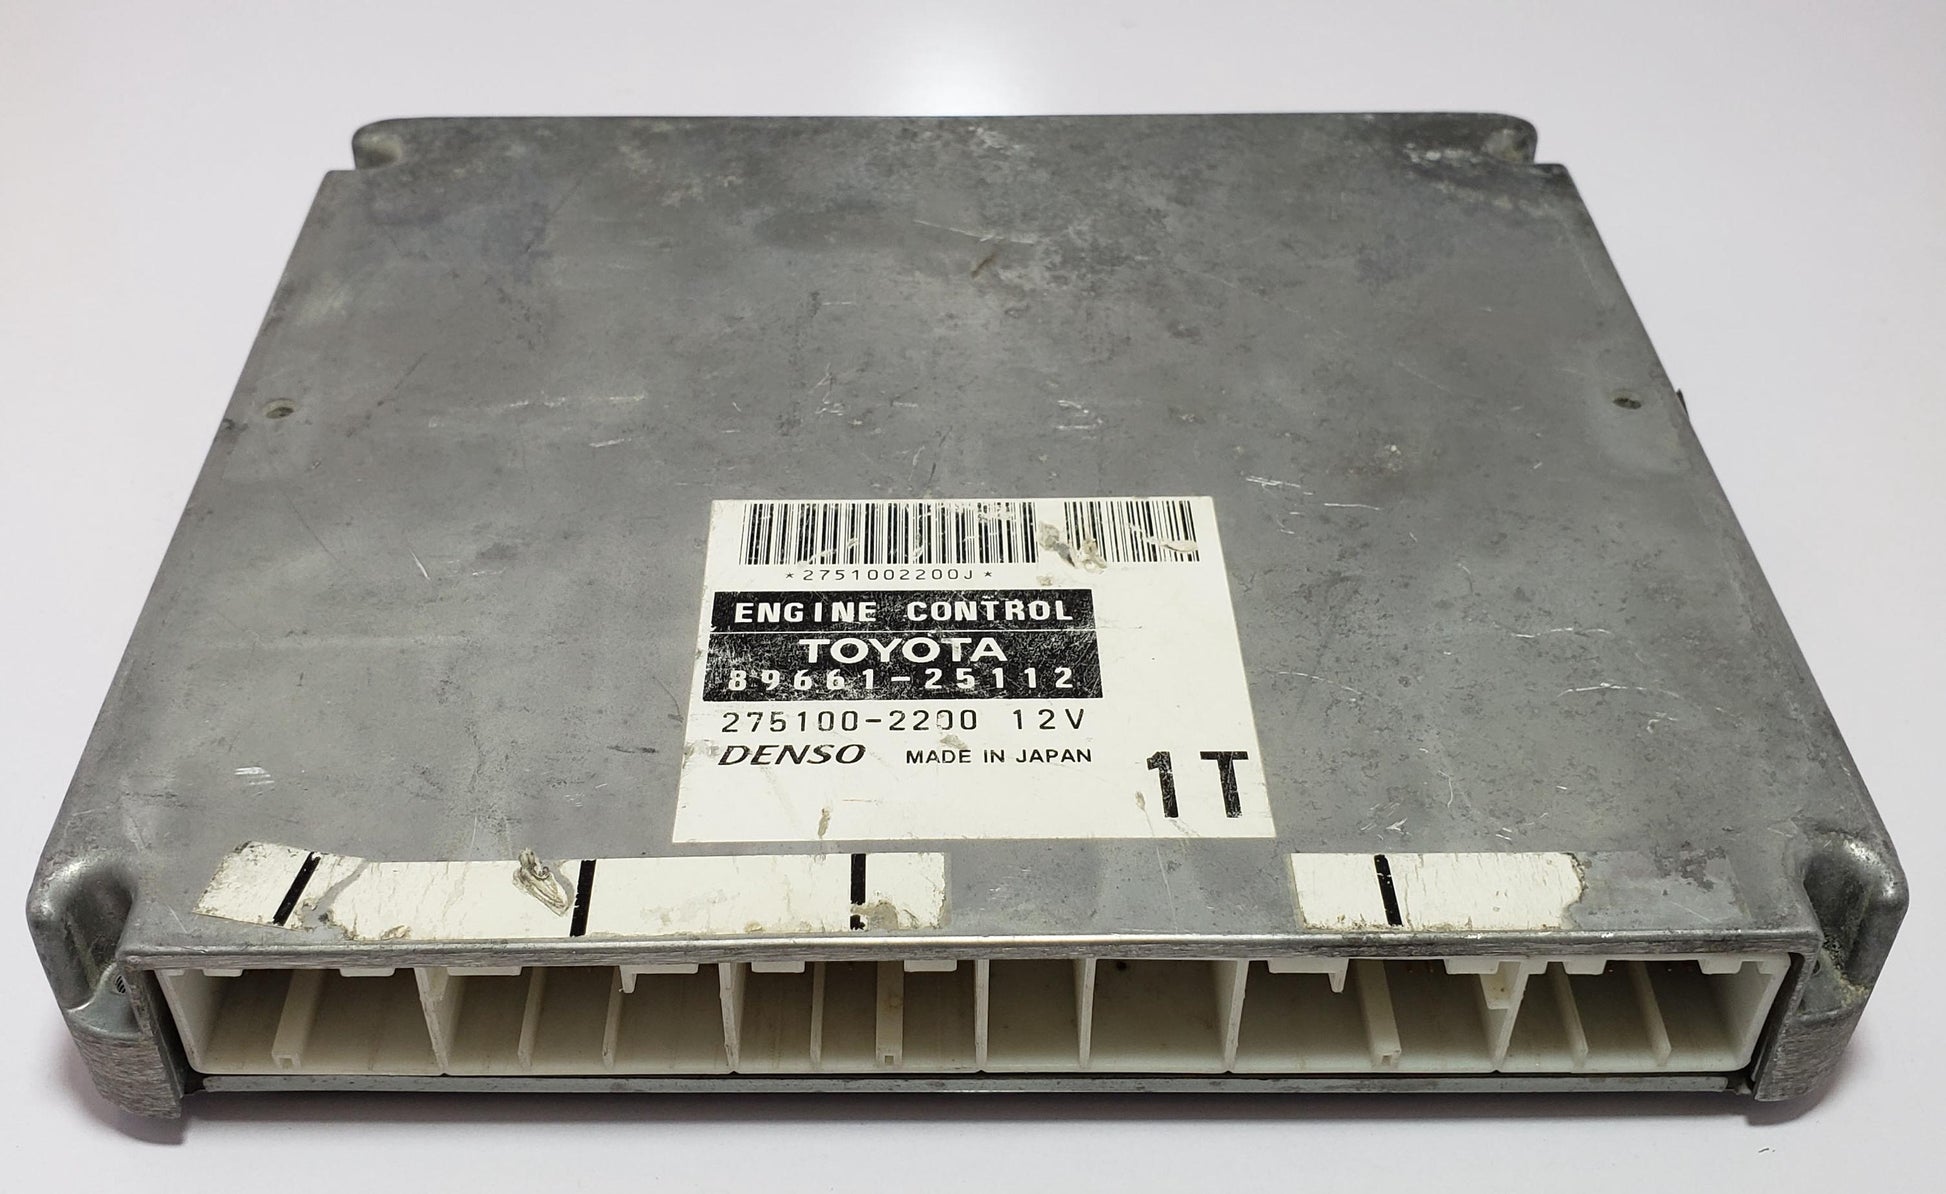 *2751002200J*
ENGINE CONTROL
TOYOTA
89661-25112
275100-2200 12V
DENSO MADE IN JAPAN
1T